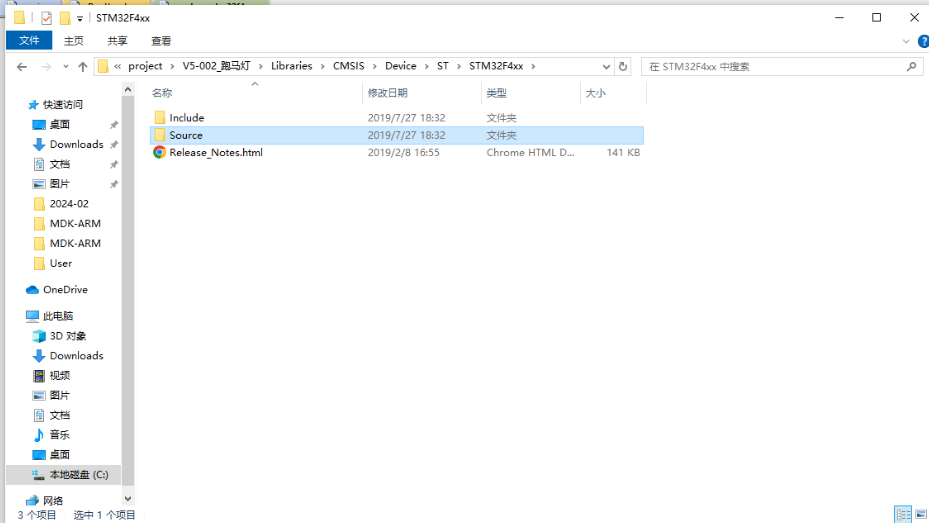 STM32F4xx
文件 主页 共享 查看
« project › V5-002_跑马灯 › Libraries › CMSIS › Device › ST › STM32F4xx ›
在 STM32F4xx 中搜索
快速访问
桌面
Downloads
文档
图片
2024-02
MDK-ARM
MDK-ARM
User
OneDrive
此电脑
3D 对象
Downloads
视频
图片
文档
音乐
桌面
本地磁盘 (C:)
网络
名称 修改日期 类型 大小
Include 2019/7/27 18:32 文件夹
Source 2019/7/27 18:32 文件夹
Release_Notes.html 2019/2/8 16:55 Chrome HTML D... 141 KB
3 个项目 选中 1 个项目